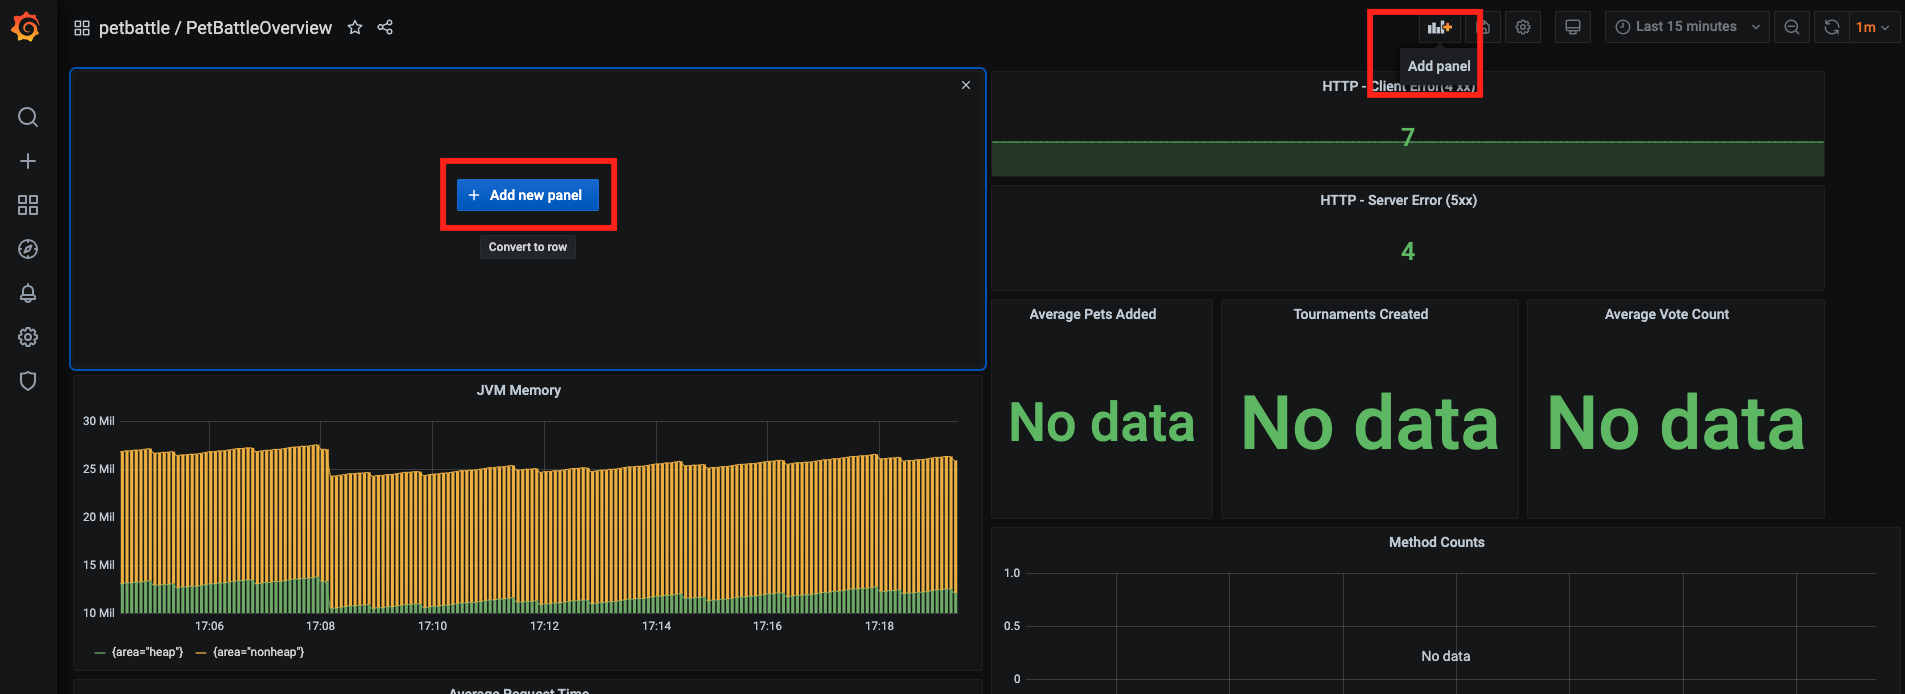 petbattle / PetBattleOverview
Last 15 minutes
1m
Add panel
HTTP - Client Error(4 xx)
7
Add new panel
Convert to row
HTTP - Server Error (5xx)
4
Average Pets Added
No data
Tournaments Created
No data
Average Vote Count
No data
JVM Memory
30 Mil
25 Mil
20 Mil
15 Mil
10 Mil
17:06 17:08 17:10 17:12 17:14 17:16 17:18
{area="heap"} {area="nonheap"}
Method Counts
1.0
0.5
No data
0
Average Request Time